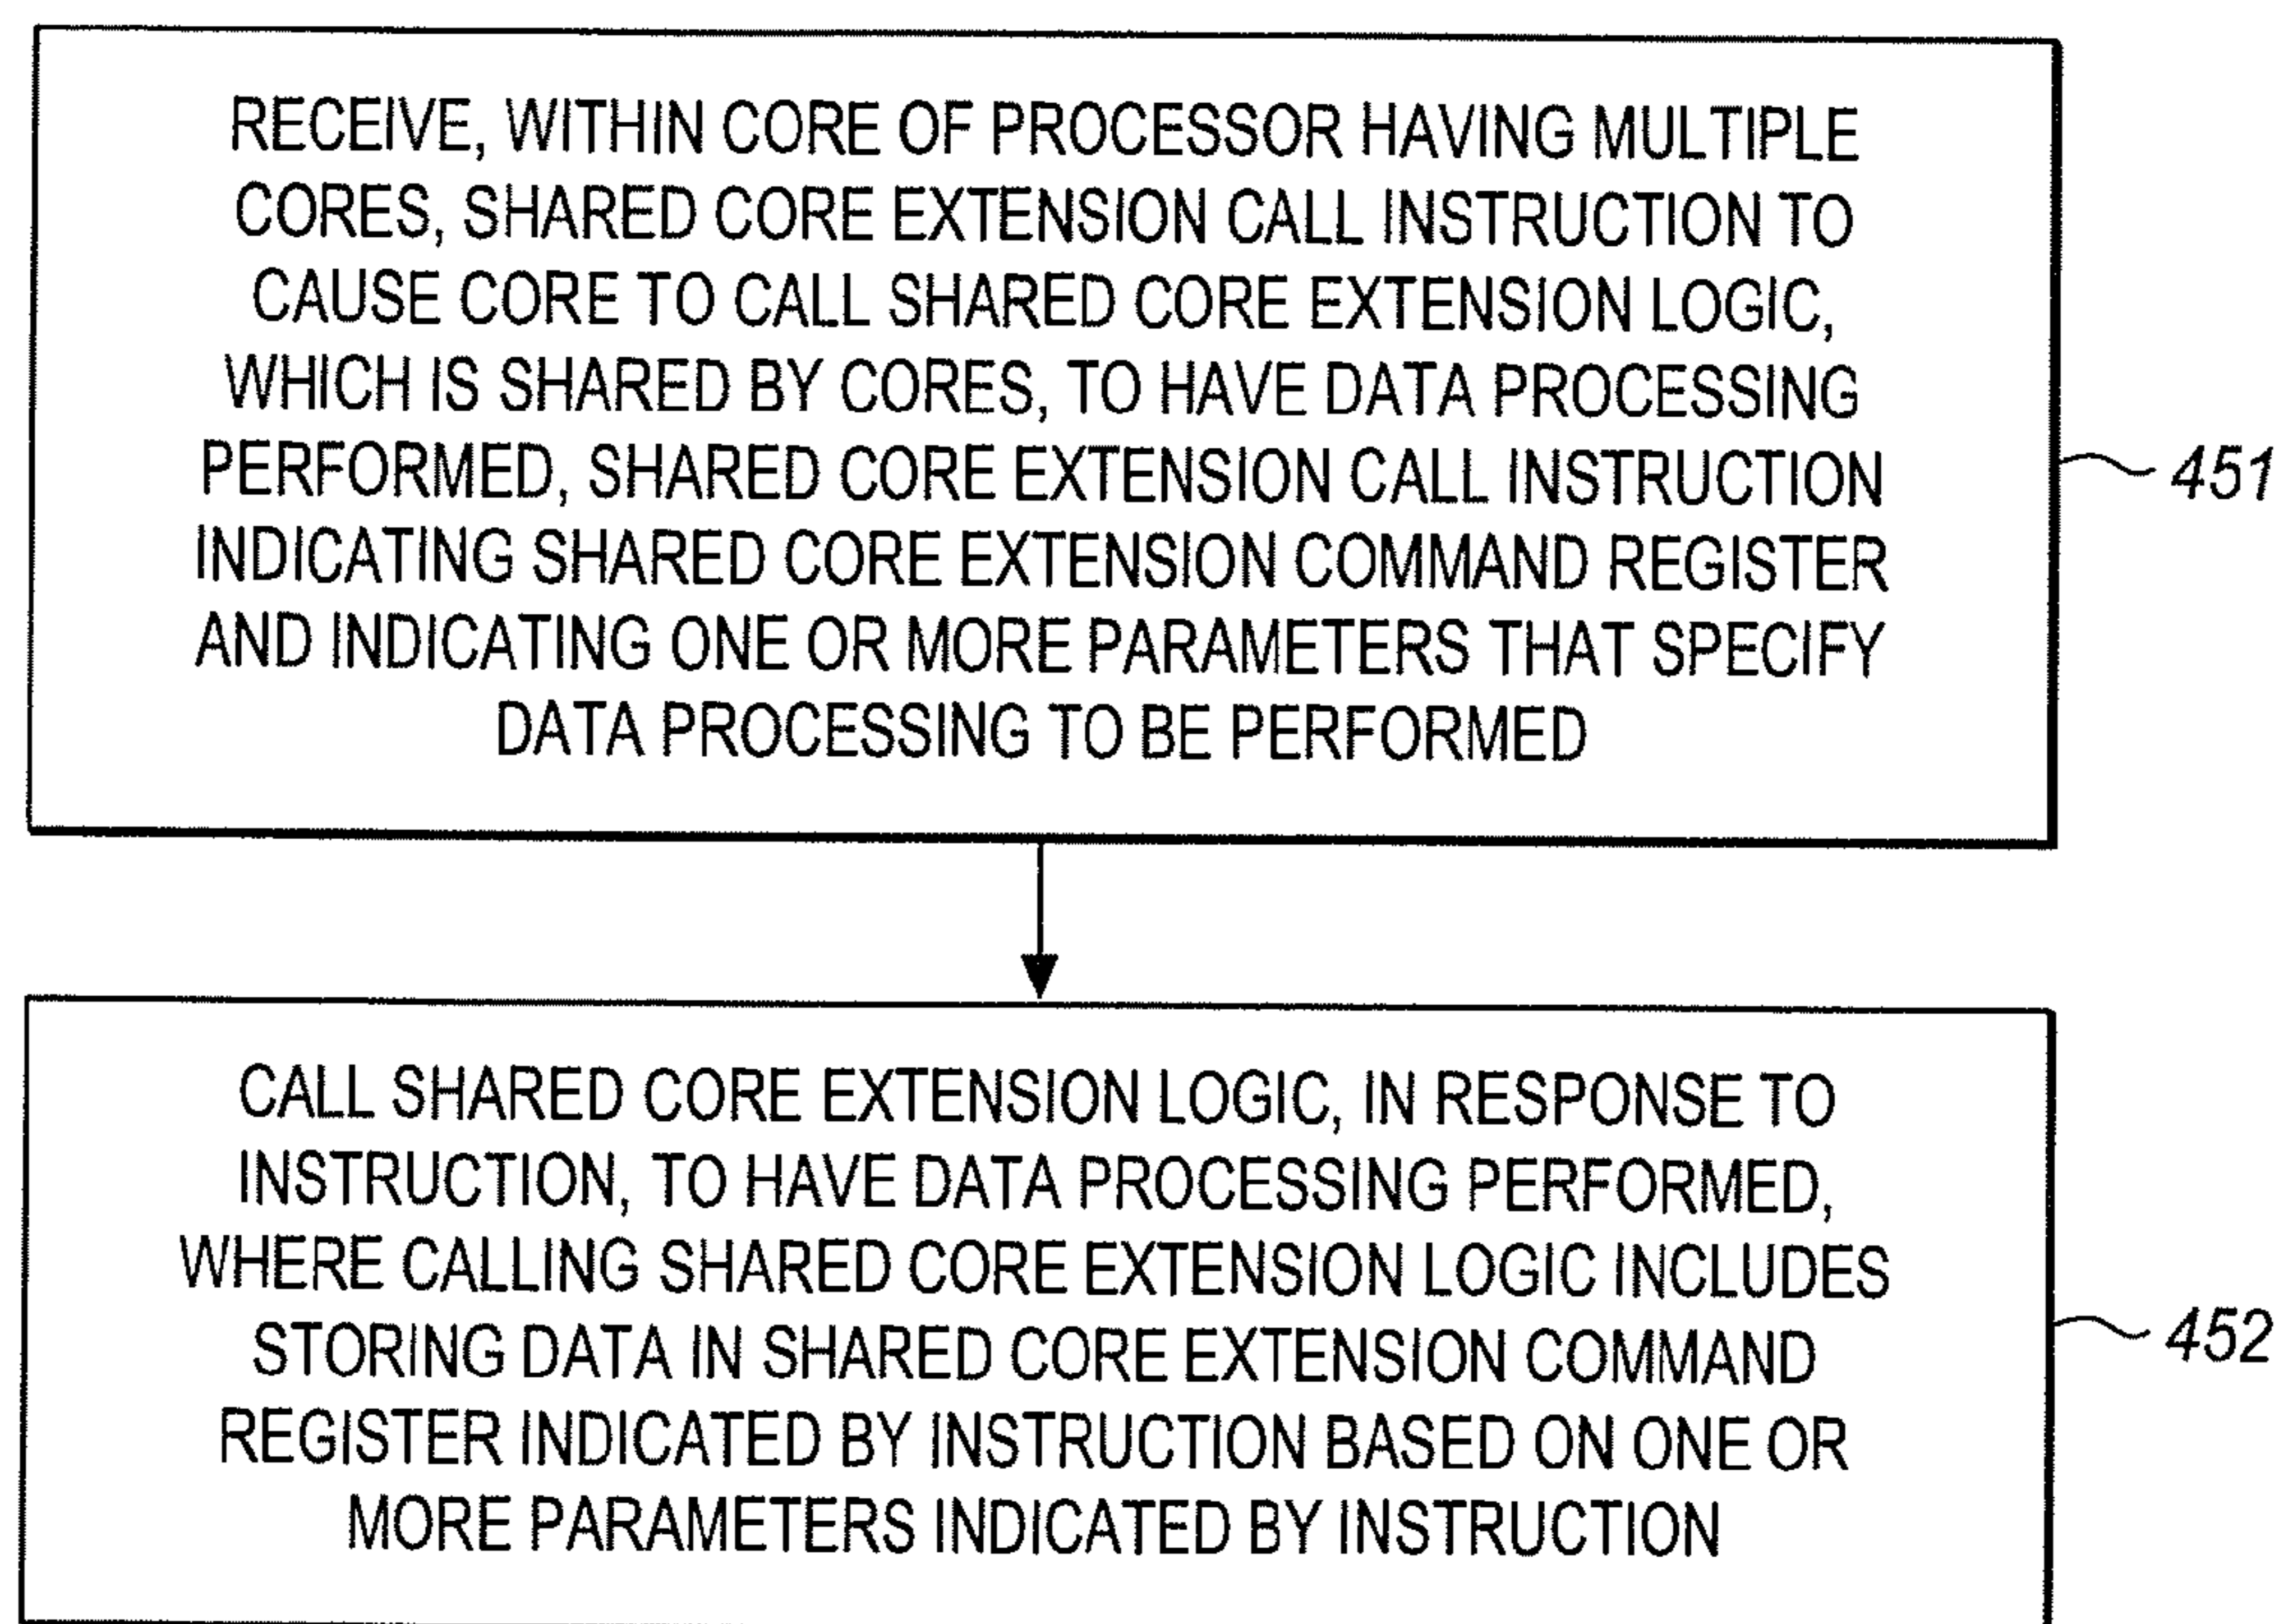 RECEIVE, WITHIN CORE OF PROCESSOR HAVING MULTIPLE
CORES, SHARED CORE EXTENSION CALL INSTRUCTION TO
CAUSE CORE TO CALL SHARED CORE EXTENSION LOGIC,
WHICH IS SHARED BY CORES, TO HAVE DATA PROCESSING
PERFORMED, SHARED CORE EXTENSION CALL INSTRUCTION
INDICATING SHARED CORE EXTENSION COMMAND REGISTER
AND INDICATING ONE OR MORE PARAMETERS THAT SPECIFY
DATA PROCESSING TO BE PERFORMED
451
CALL SHARED CORE EXTENSION LOGIC, IN RESPONSE TO
INSTRUCTION, TO HAVE DATA PROCESSING PERFORMED,
WHERE CALLING SHARED CORE EXTENSION LOGIC INCLUDES
STORING DATA IN SHARED CORE EXTENSION COMMAND
REGISTER INDICATED BY INSTRUCTION BASED ON ONE OR
MORE PARAMETERS INDICATED BY INSTRUCTION
452